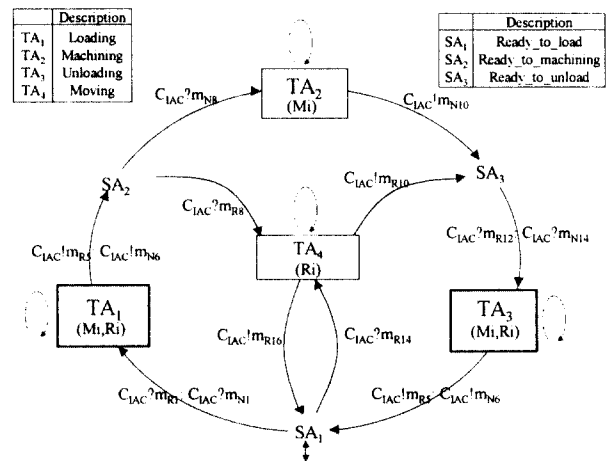 Description
TA1 Loading
TA2 Machining
TA3 Unloading
TA4 Moving
Description
SA1 Ready_to_load
SA2 Ready_to_machining
SA3 Ready_to_unload
TA2
(Mi)
CIAC?mN8
CIAC!mN10
SA2
SA3
CIAC?mR8
CIAC!mR10
TA4
(Ri)
CIAC!mR5 CIAC!mN6
CIAC?mR12 CIAC?mN14
TA1
(Mi,Ri)
CIAC!mR16
CIAC?mR14
TA3
(Mi,Ri)
CIAC?mR1 CIAC?mN1
CIAC!mR5 CIAC!mN6
SA1